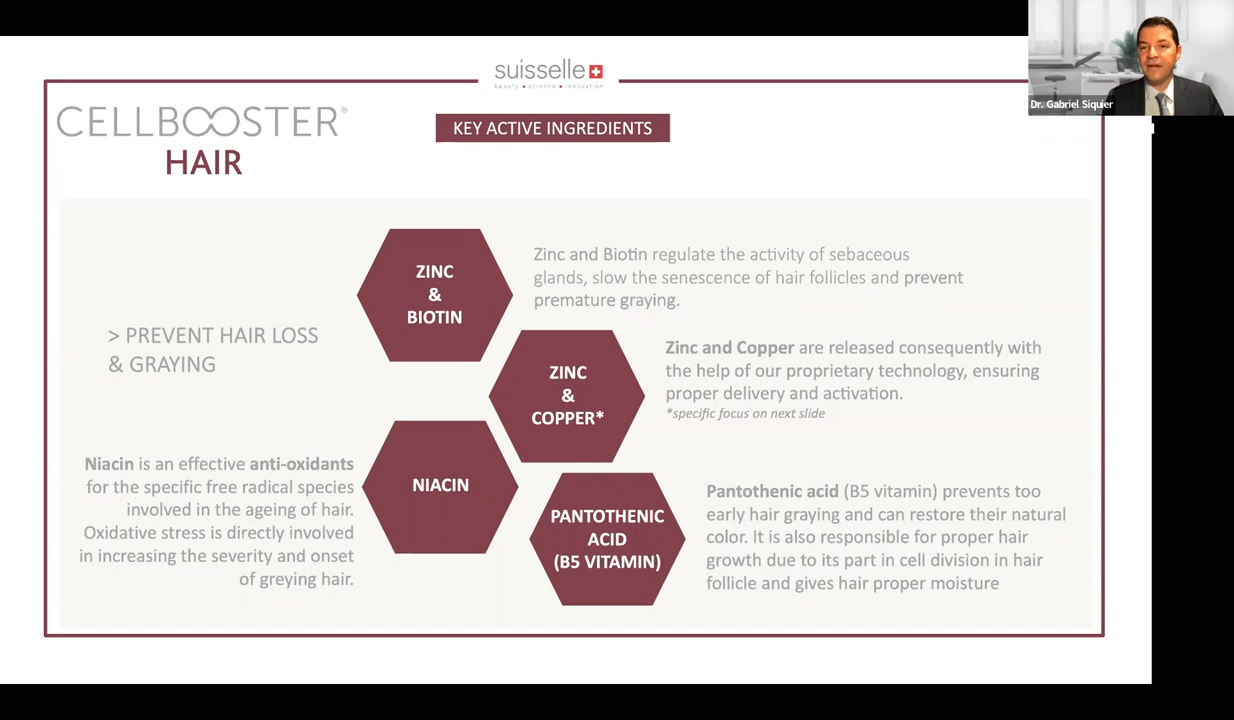 suisselle
beauty • science • innovation
Dr. Gabriel Siquier
CELLBOOSTER®
HAIR
KEY ACTIVE INGREDIENTS
ZINC
&
BIOTIN
Zinc and Biotin regulate the activity of sebaceous
glands, slow the senescence of hair follicles and prevent
premature graying.
> PREVENT HAIR LOSS
& GRAYING
ZINC
&
COPPER*
Zinc and Copper are released consequently with
the help of our proprietary technology, ensuring
proper delivery and activation.
*specific focus on next slide
Niacin is an effective anti-oxidants
for the specific free radical species
involved in the ageing of hair.
Oxidative stress is directly involved
in increasing the severity and onset
of greying hair.
NIACIN
PANTOTHENIC
ACID
(B5 VITAMIN)
Pantothenic acid (B5 vitamin) prevents too
early hair graying and can restore their natural
color. It is also responsible for proper hair
growth due to its part in cell division in hair
follicle and gives hair proper moisture